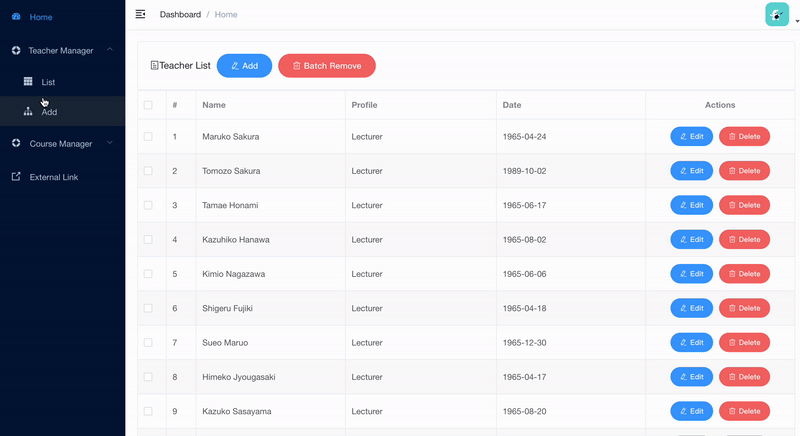 Home
Teacher Manager
List
Add
Course Manager
External Link
Dashboard / Home
Teacher List Add Batch Remove
# Name Profile Date Actions
1 Maruko Sakura Lecturer 1965-04-24 Edit Delete
2 Tomozo Sakura Lecturer 1989-10-02 Edit Delete
3 Tamae Honami Lecturer 1965-06-17 Edit Delete
4 Kazuhiko Hanawa Lecturer 1965-08-02 Edit Delete
5 Kimio Nagazawa Lecturer 1965-06-06 Edit Delete
6 Shigeru Fujiki Lecturer 1965-04-18 Edit Delete
7 Sueo Maruo Lecturer 1965-12-30 Edit Delete
8 Himeko Jyougasaki Lecturer 1965-04-17 Edit Delete
9 Kazuko Sasayama Lecturer 1965-08-20 Edit Delete